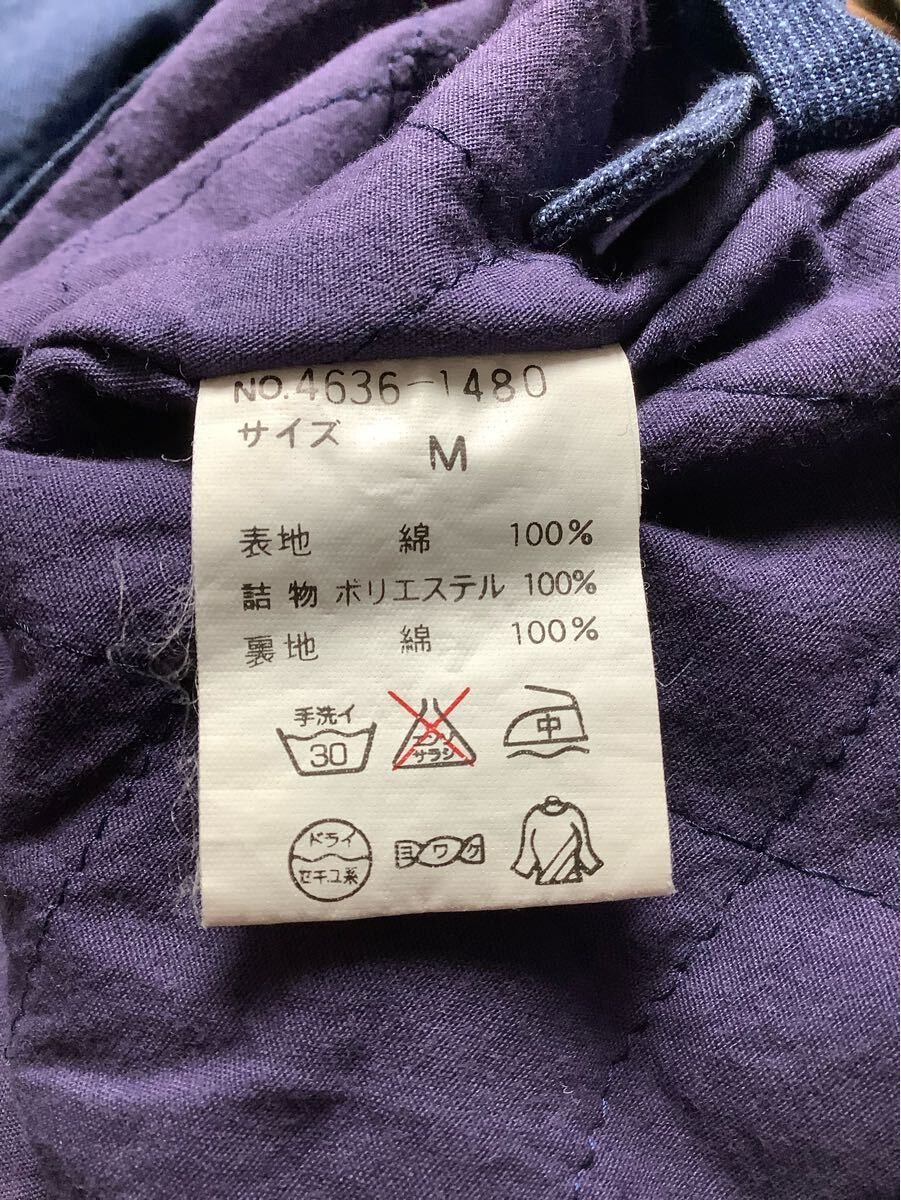 NO.4636-1480
サイズ
M
表地 綿 100%
詰物 ポリエステル 100%
裏地 綿 100%
手洗イ
30
エンソ
サラシ
中
ドライ
セキユ系
ヨワク